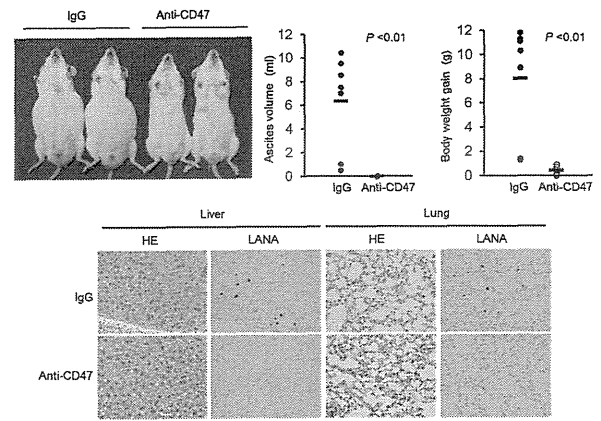 IgG Anti-CD47
Ascites volume (ml)
12
10
8
6
4
2
0
P <0.01
IgG Anti-CD47
Body weight gain (g)
12
10
8
6
4
2
0
P <0.01
IgG Anti-CD47
Liver Lung
HE LANA HE LANA
IgG
Anti-CD47